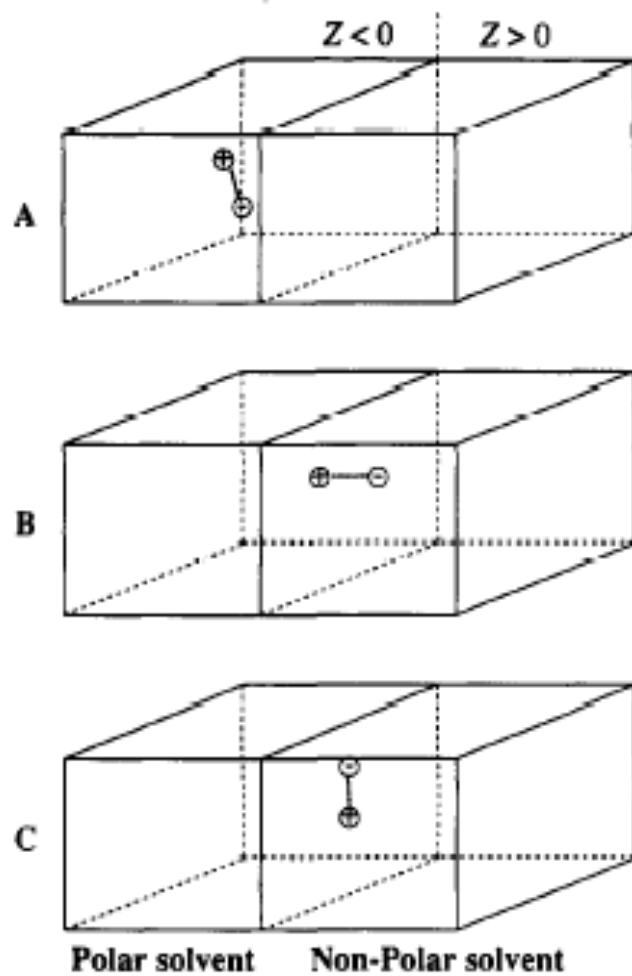 Z < 0 Z > 0
A
⊕
⊖
B
⊕ ⊖
C
⊖
⊕
Polar solvent Non-Polar solvent